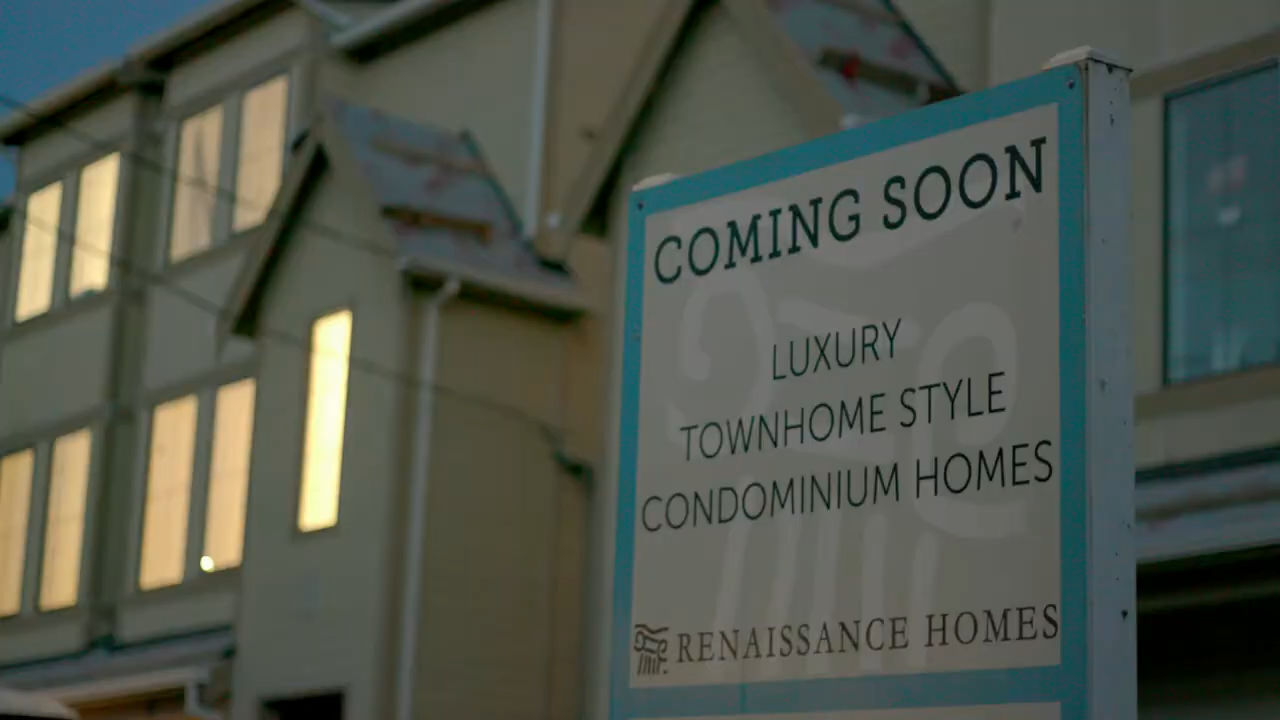 COMING SOON
LUXURY
TOWNHOME STYLE
CONDOMINIUM HOMES
RENAISSANCE HOMES